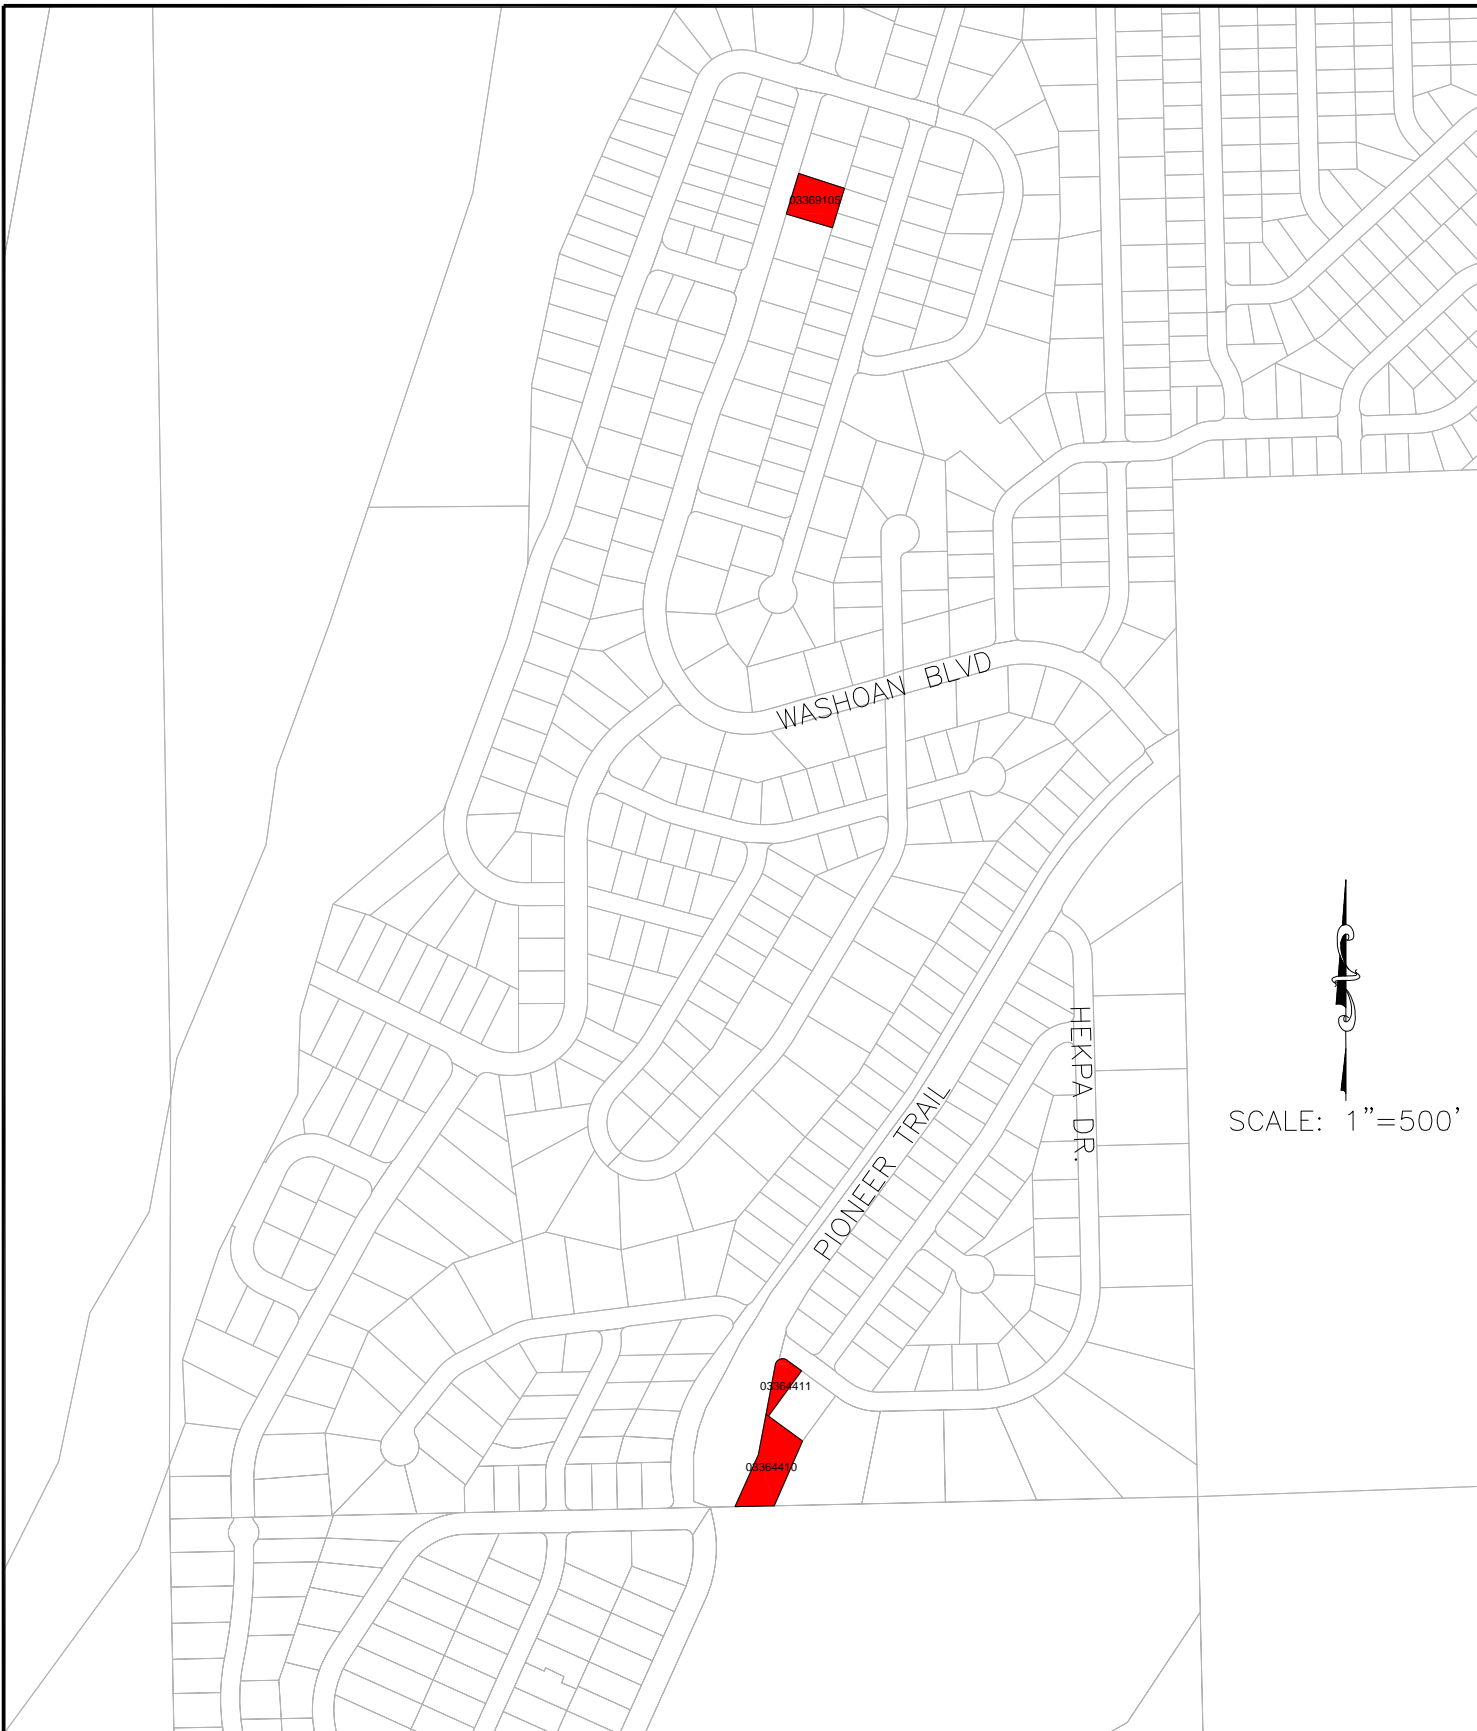 03369105
WASHOAN BLVD
HEKPA DR.
PIONEER TRAIL
SCALE: 1"=500'
03364411
03364410